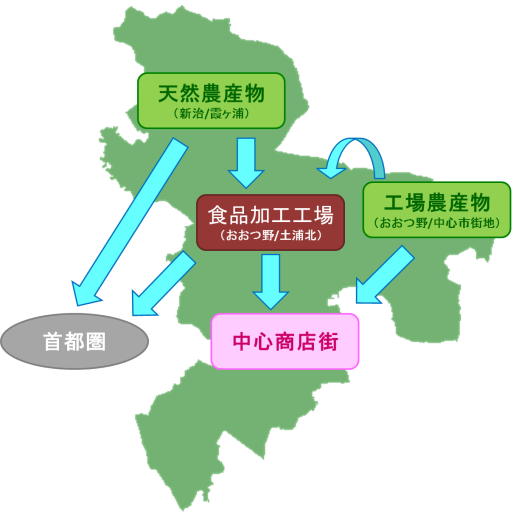 天然農産物
（新治/霞ヶ浦）
食品加工工場
（おおつ野/土浦北）
工場農産物
（おおつ野/中心市街地）
首都圏
中心商店街